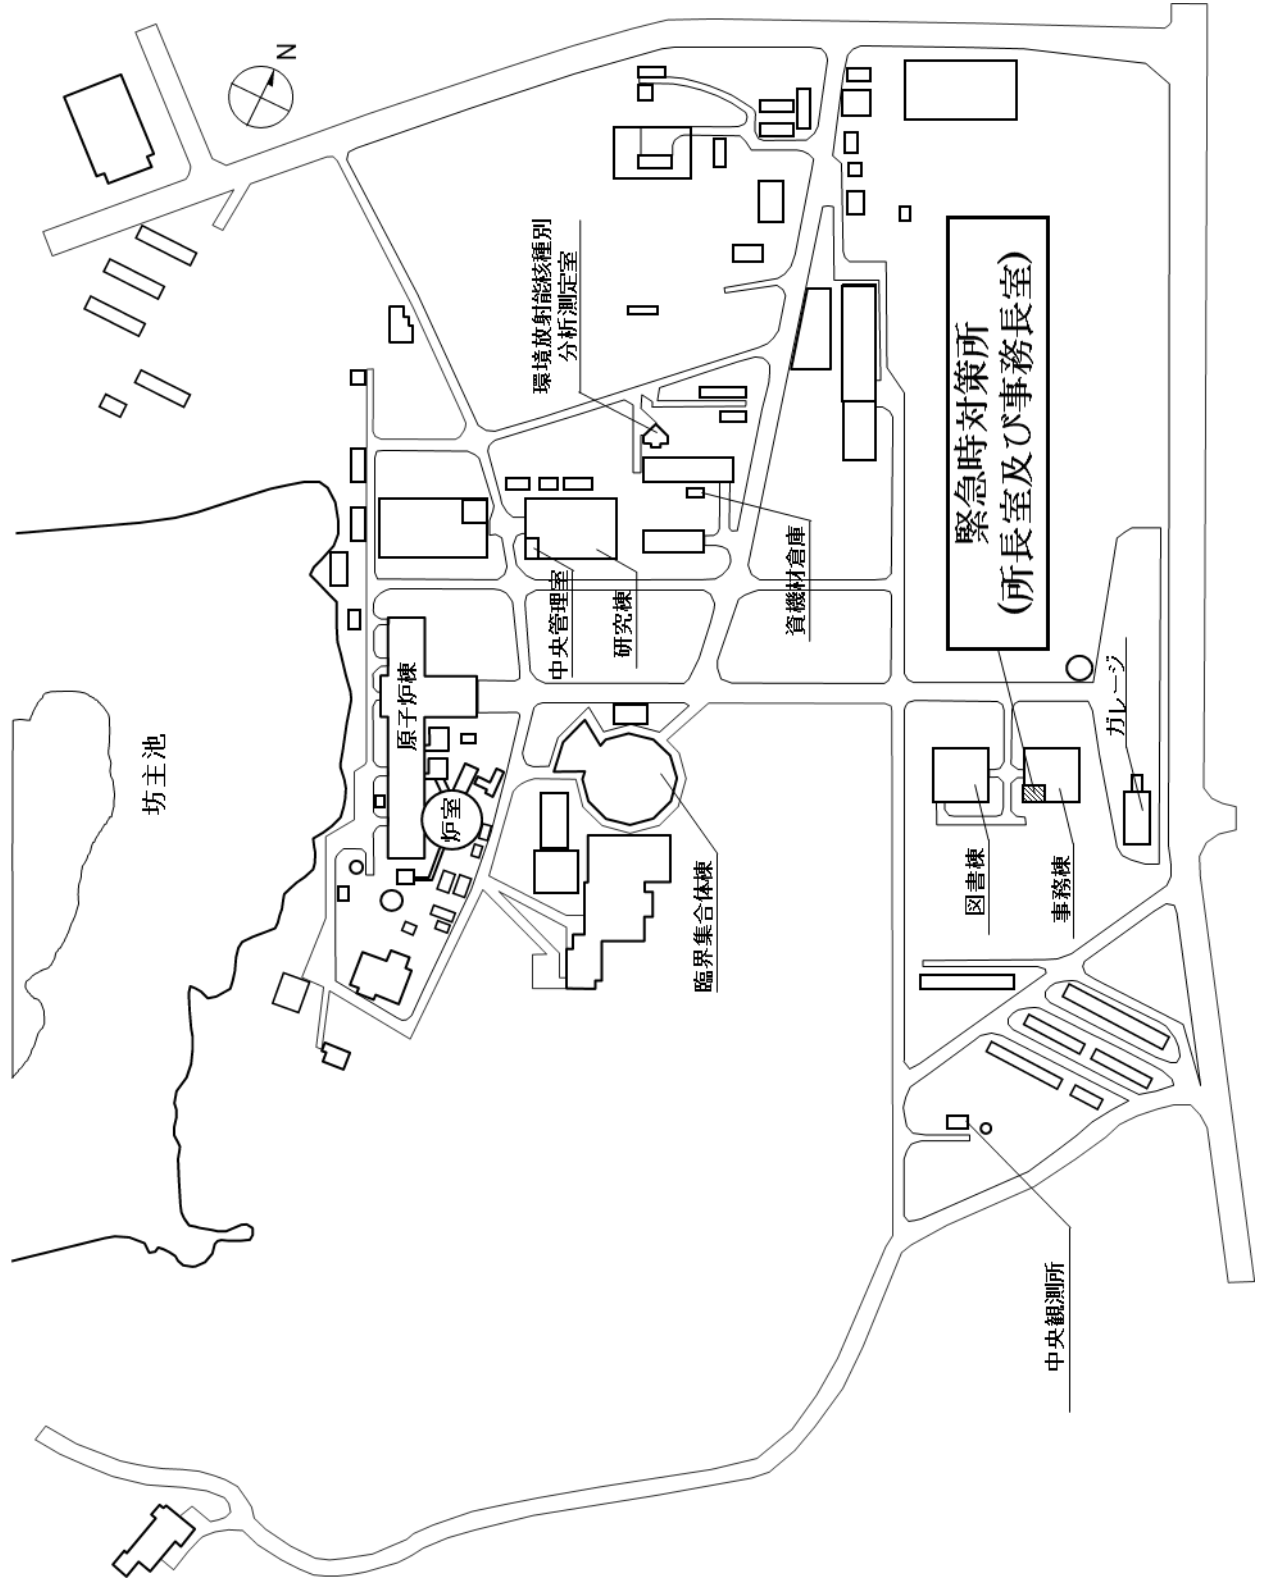 N
環境放射能核種別
分析測定室
緊急時対策所
(所長室及び事務長室)
資機材倉庫
中央管理室
研究棟
原子炉棟
炉室
坊主池
ガレージ
臨界集合体棟
図書棟
事務棟
中央観測所